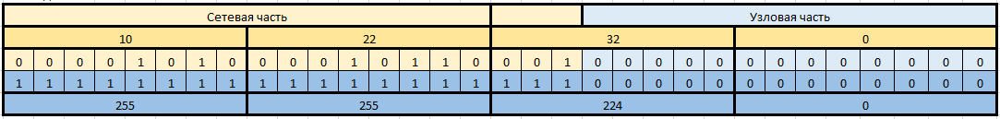 Сетевая часть Узловая часть
10 22 32 0
0 0 0 0 1 0 1 0 0 0 0 1 0 1 1 0 0 0 1 0 0 0 0 0 0 0 0 0 0 0 0 0
1 1 1 1 1 1 1 1 1 1 1 1 1 1 1 1 1 1 1 0 0 0 0 0 0 0 0 0 0 0 0 0
255 255 224 0